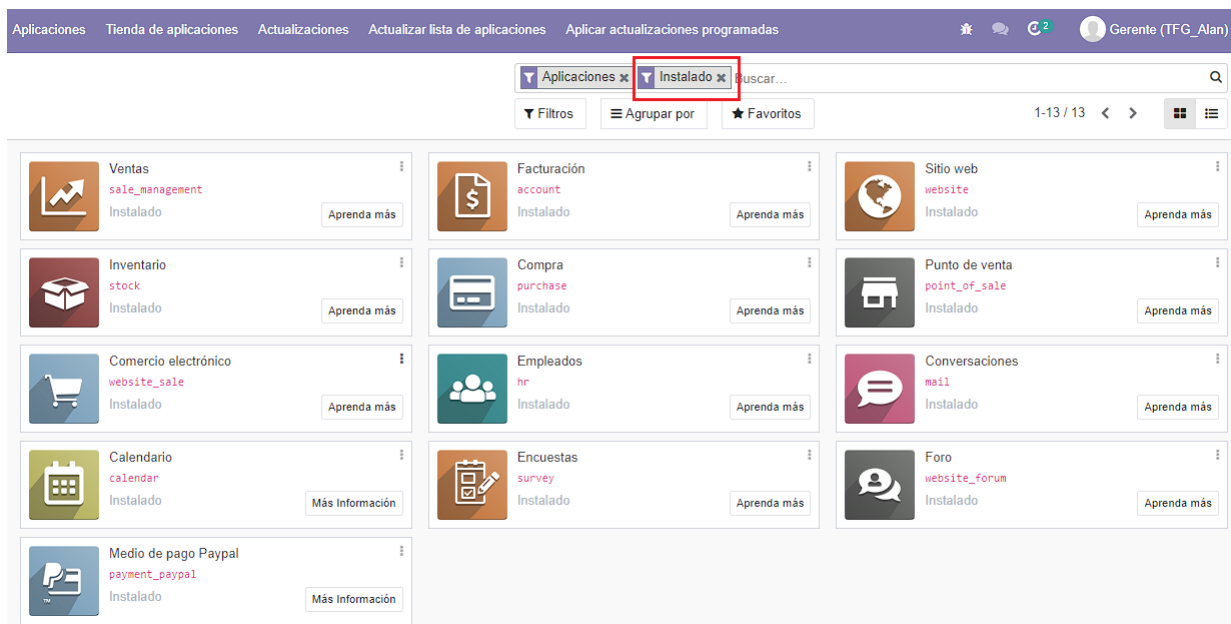 Aplicaciones Tienda de aplicaciones Actualizaciones Actualizar lista de aplicaciones Aplicar actualizaciones programadas 2 Gerente (TFG_Alan)
Aplicaciones Instalado Buscar...
Filtros Agrupar por Favoritos 1-13 / 13
Ventas
sale_management
Instalado
Aprenda más
Facturación
account
Instalado
Aprenda más
Sitio web
website
Instalado
Aprenda más
Inventario
stock
Instalado
Aprenda más
Compra
purchase
Instalado
Aprenda más
Punto de venta
point_of_sale
Instalado
Aprenda más
Comercio electrónico
website_sale
Instalado
Aprenda más
Empleados
hr
Instalado
Aprenda más
Conversaciones
mail
Instalado
Aprenda más
Calendario
calendar
Instalado
Más Información
Encuestas
survey
Instalado
Aprenda más
Foro
website_forum
Instalado
Aprenda más
Medio de pago Paypal
payment_paypal
Instalado
Más Información